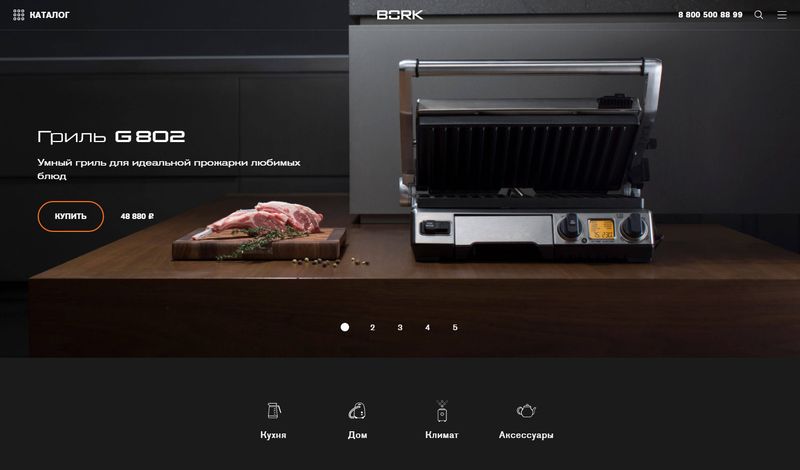 КАТАЛОГ
BORK
8 800 500 88 99
Гриль G 802
Умный гриль для идеальной прожарки любимых
блюд
КУПИТЬ
48 880 ₽
2 3 4 5
Кухня
Дом
Климат
Аксессуары